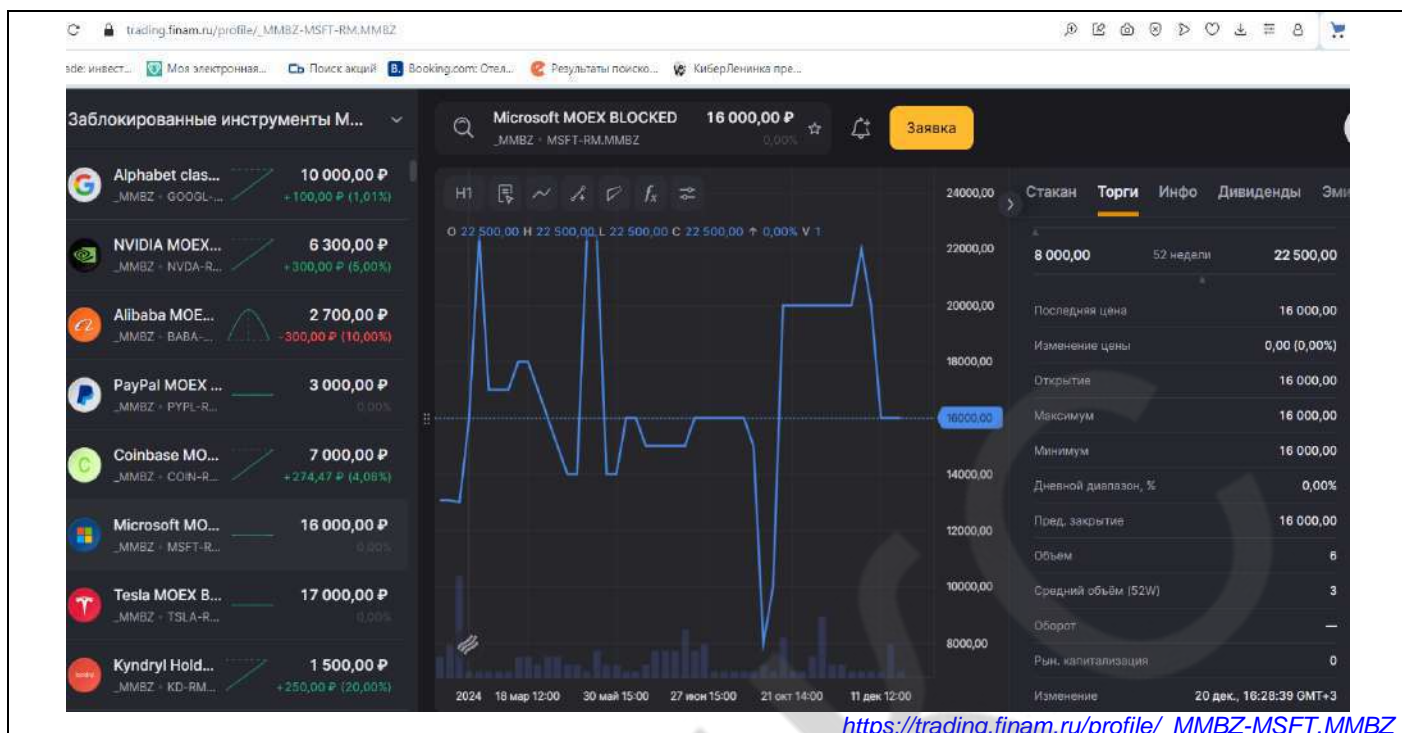 trading.finam.ru/profile/_MMBZ-MSFT-RM.MMBZ
ade: инвест... Моя электронная... Поиск акций B. Booking.com: Отел... Результаты поиско... КиберЛенинка пре...
Заблокированные инструменты М...
Microsoft MOEX BLOCKED 16 000,00 ₽
_MMBZ • MSFT-RM.MMBZ 0,00%
Заявка
Alphabet clas... 10 000,00 ₽
_MMBZ • GOOGL-... +100,00 ₽ (1,01%)
NVIDIA MOEX... 6 300,00 ₽
_MMBZ • NVDA-R... +300,00 ₽ (5,00%)
Alibaba MOE... 2 700,00 ₽
_MMBZ • BABA-... -300,00 ₽ (10,00%)
PayPal MOEX ... 3 000,00 ₽
_MMBZ • PYPL-R... 0,00%
Coinbase MO... 7 000,00 ₽
_MMBZ • COIN-R... +274,47 ₽ (4,08%)
Microsoft MO... 16 000,00 ₽
_MMBZ • MSFT-R... 0,00%
Tesla MOEX B... 17 000,00 ₽
_MMBZ • TSLA-R... 0,00%
Kyndryl Hold... 1 500,00 ₽
_MMBZ • KD-RM... +250,00 ₽ (20,00%)
H1 fx
O 22 500,00 H 22 500,00 L 22 500,00 C 22 500,00 ↑ 0,00% V 1
24000,00
22000,00
20000,00
18000,00
16000,00
14000,00
12000,00
10000,00
8000,00
2024 18 мар 12:00 30 май 15:00 27 июн 15:00 21 окт 14:00 11 дек 12:00
Стакан Торги Инфо Дивиденды Эми
8 000,00 52 недели 22 500,00
Последняя цена 16 000,00
Изменение цены 0,00 (0,00%)
Открытие 16 000,00
Максимум 16 000,00
Минимум 16 000,00
Дневной диапазон, % 0,00%
Пред. закрытие 16 000,00
Объём 6
Средний объём (52W) 3
Оборот —
Рын. капитализация 0
Изменение 20 дек., 16:28:39 GMT+3
https://trading.finam.ru/profile/_MMBZ-MSFT.MMBZ